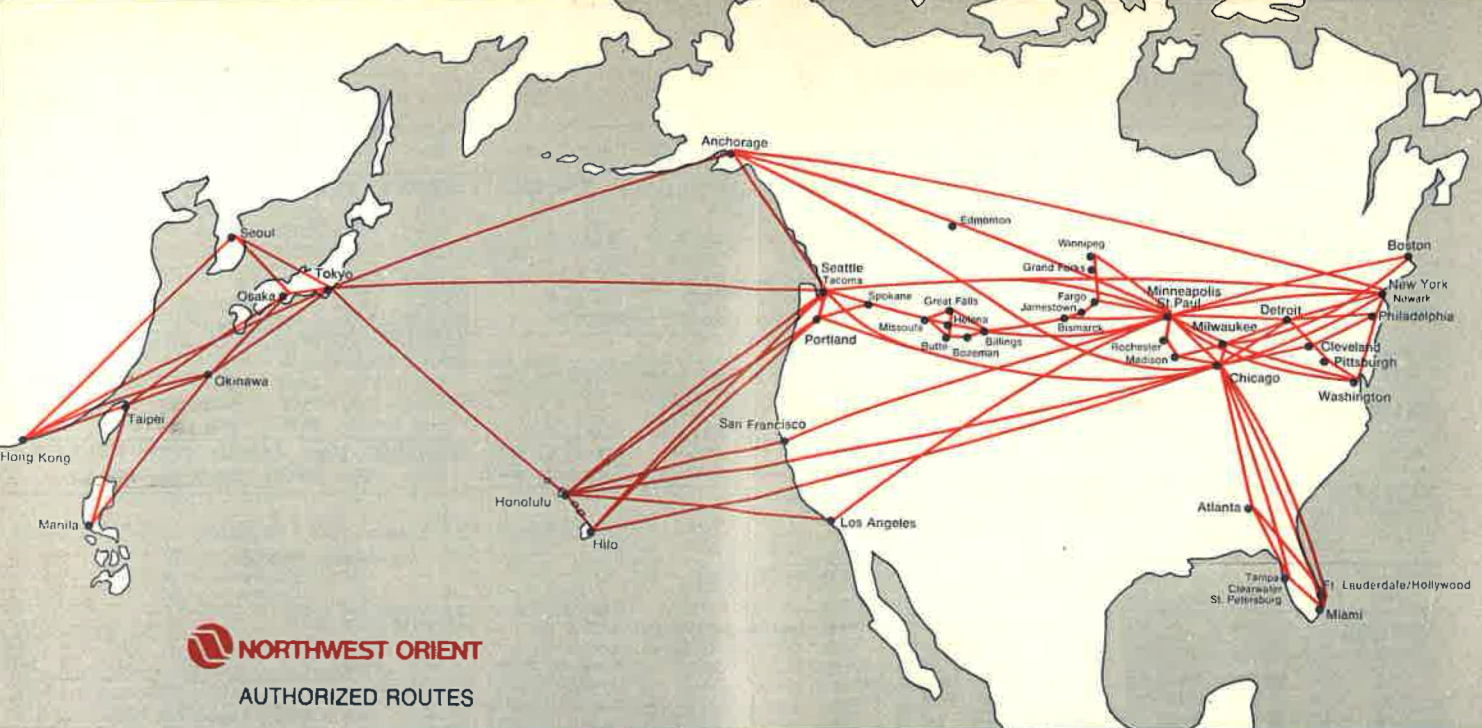 Anchorage
Edmonton
Winnipeg
Grand Forks
Boston
Seoul
Tokyo
Osaka
Seattle
Tacoma
Spokane
Great Falls
Fargo
Jamestown
Bismarck
Minneapolis
St. Paul
Detroit
New York
Newark
Philadelphia
Missoula
Helena
Butte
Bozeman
Billings
Milwaukee
Rochester
Madison
Cleveland
Pittsburgh
Portland
Chicago
Washington
Okinawa
Taipei
San Francisco
Hong Kong
Honolulu
Manila
Los Angeles
Hilo
Atlanta
Tampa
Clearwater
St. Petersburg
Ft. Lauderdale/Hollywood
Miami
NORTHWEST ORIENT
AUTHORIZED ROUTES